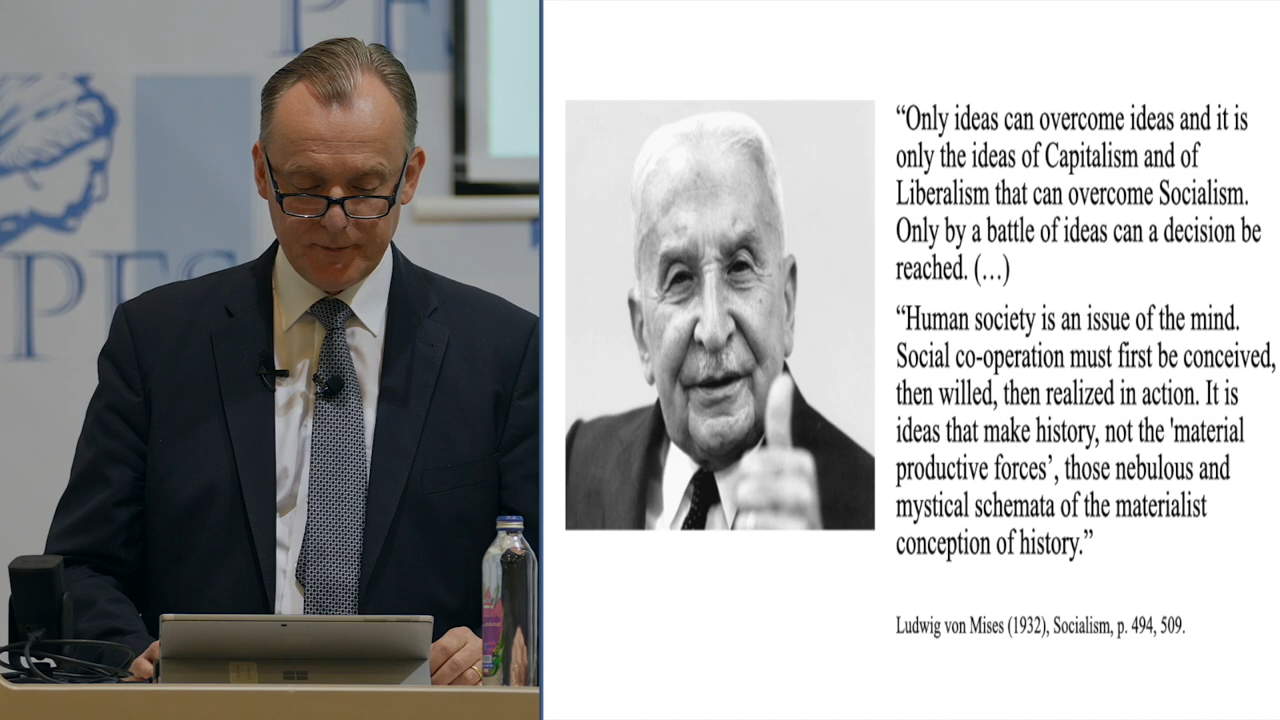 PFS
PFS
“Only ideas can overcome ideas and it is
only the ideas of Capitalism and of
Liberalism that can overcome Socialism.
Only by a battle of ideas can a decision be
reached. (…)
“Human society is an issue of the mind.
Social co-operation must first be conceived,
then willed, then realized in action. It is
ideas that make history, not the 'material
productive forces’, those nebulous and
mystical schemata of the materialist
conception of history.”
Ludwig von Mises (1932), Socialism, p. 494, 509.